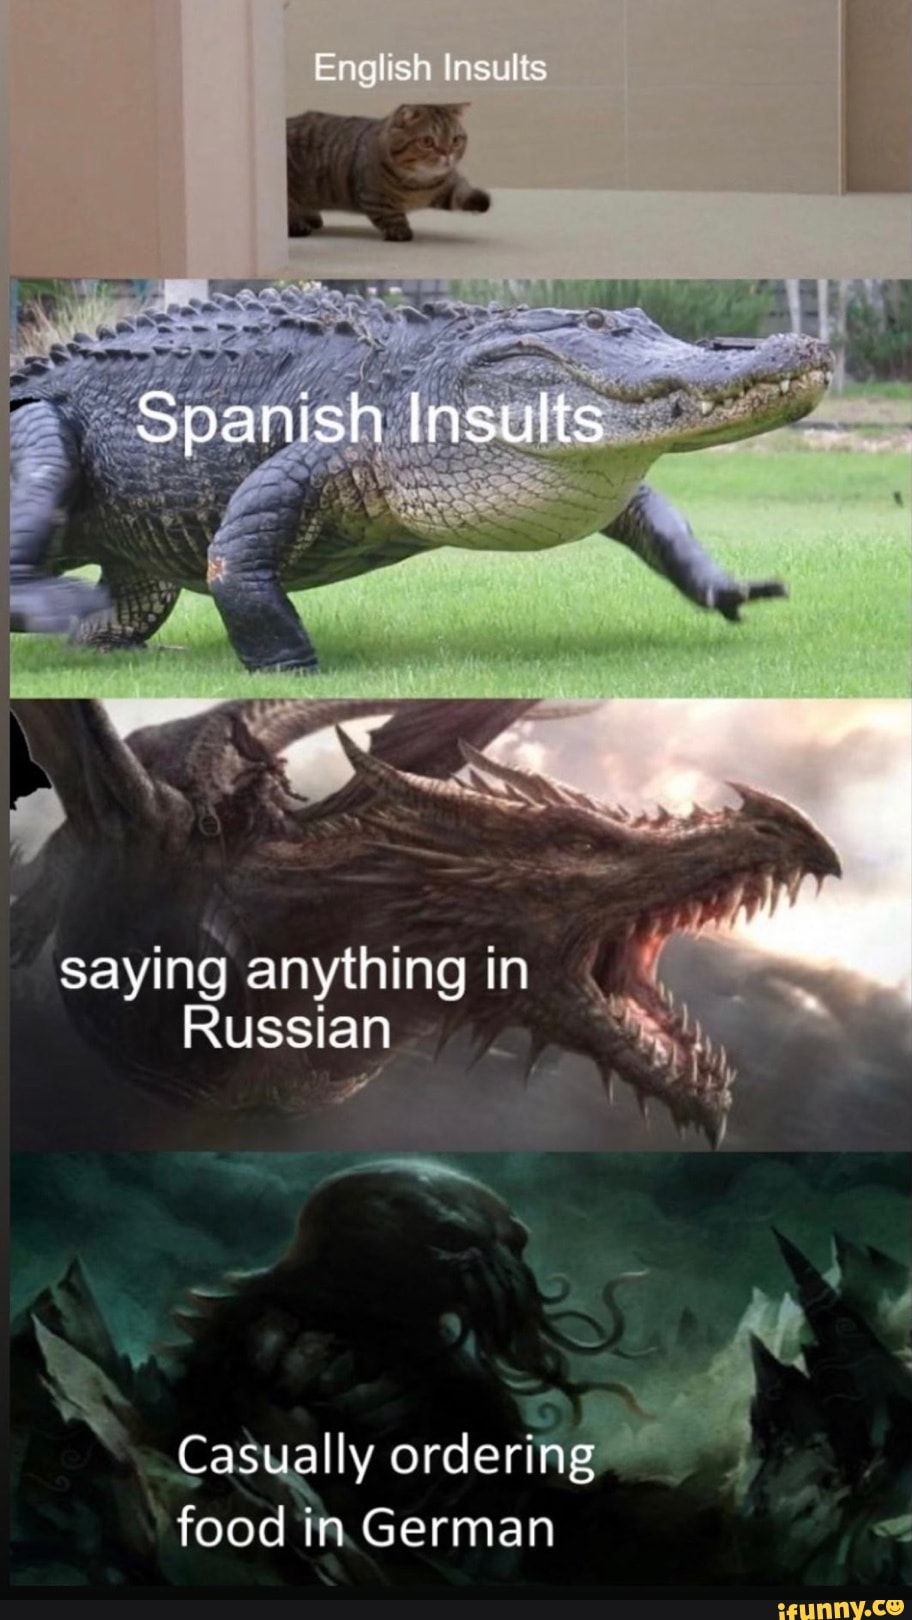 English Insults
Spanish Insults
saying anything in
Russian
Casually ordering
food in German
ifunny.co